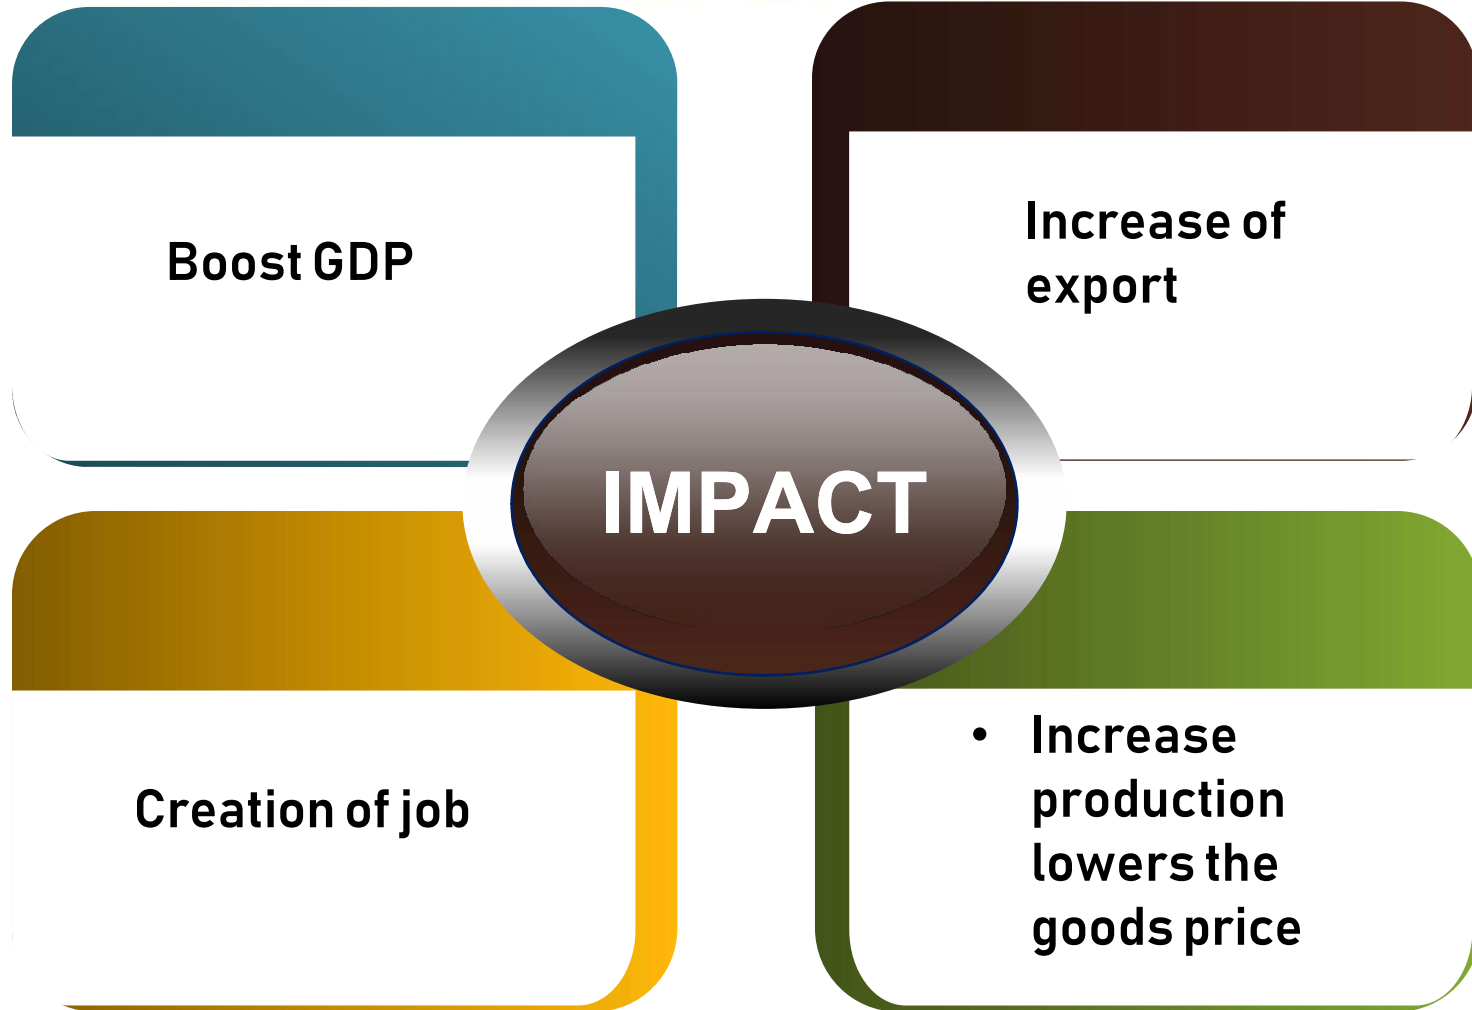 Boost GDP
Increase of
export
IMPACT
Creation of job
• Increase
production
lowers the
goods price